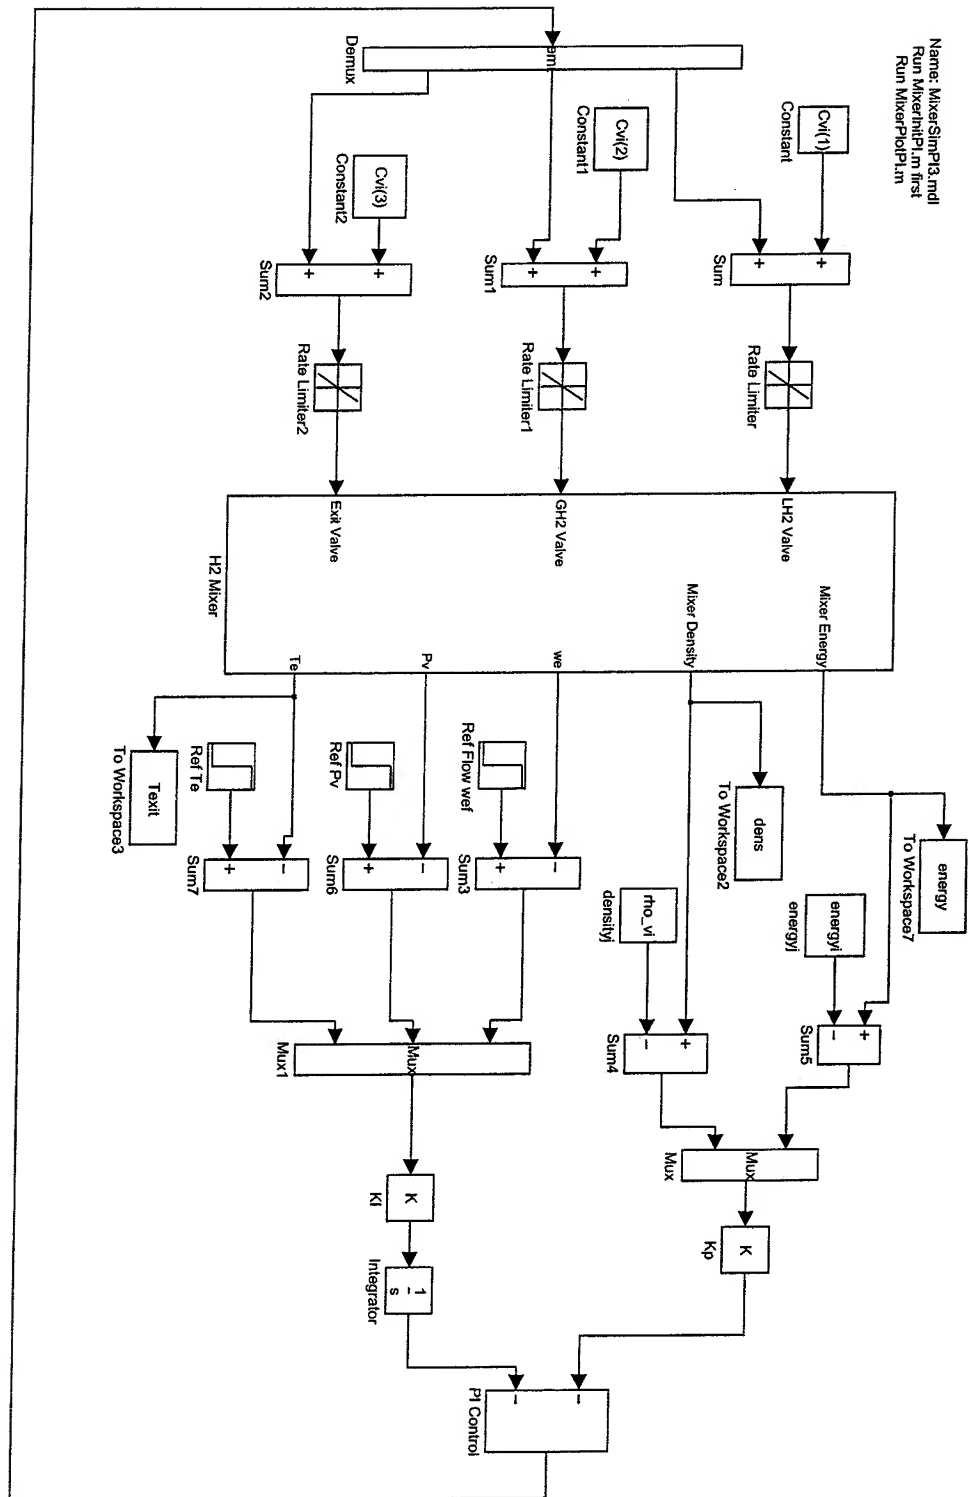 Name: MixerSimPI3.mdl
Run MixerInitPI.m first
Run MixerPlotPI.m
Cvi(1)
Constant
Cvi(2)
Constant1
Cvi(3)
Constant2
Demux
+
+
Sum
+
+
Sum1
+
+
Sum2
Rate Limiter
Rate Limiter1
Rate Limiter2
LH2 Valve
GH2 Valve
Exit Valve
Mixer Energy
Mixer Density
we
Pv
Te
H2 Mixer
energy
To Workspace7
dens
To Workspace2
Texit
To Workspace3
energyi
energyj
rho_vi
densityj
Ref Flow wef
Ref Pv
Ref Te
+
-
Sum5
+
-
Sum4
-
+
Sum3
-
+
Sum6
-
+
Sum7
Mux
Mux
Mux
Mux1
K
Kp
K
KI
1
-
s
Integrator
-
-
PI Control